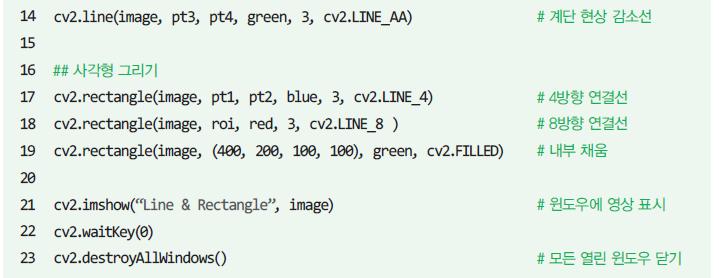 14 cv2.line(image, pt3, pt4, green, 3, cv2.LINE_AA) # 계단 현상 감소선
15
16 ## 사각형 그리기
17 cv2.rectangle(image, pt1, pt2, blue, 3, cv2.LINE_4) # 4방향 연결선
18 cv2.rectangle(image, roi, red, 3, cv2.LINE_8 ) # 8방향 연결선
19 cv2.rectangle(image, (400, 200, 100, 100), green, cv2.FILLED) # 내부 채움
20
21 cv2.imshow(“Line & Rectangle”, image) # 윈도우에 영상 표시
22 cv2.waitKey(0)
23 cv2.destroyAllWindows() # 모든 열린 윈도우 닫기